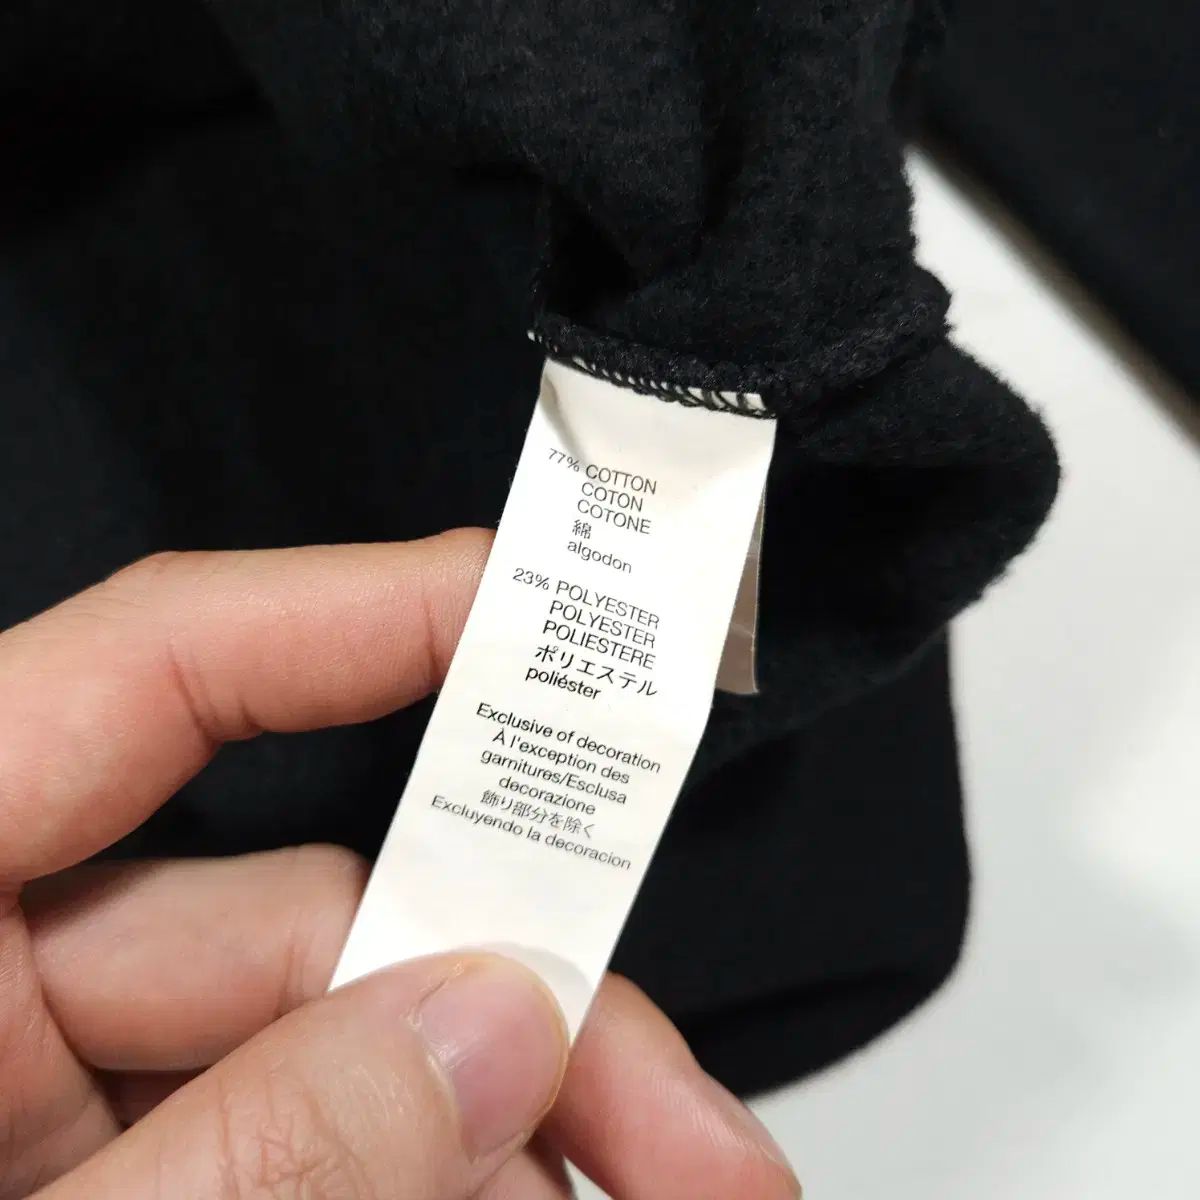 77% COTTON
COTON
COTONE
綿
algodon
23% POLYESTER
POLYESTER
POLIESTERE
ポリエステル
poliéster
Exclusive of decoration
À l'exception des
garnitures/Esclusa
decorazione
飾り部分を除く
Excluyendo la decoracion